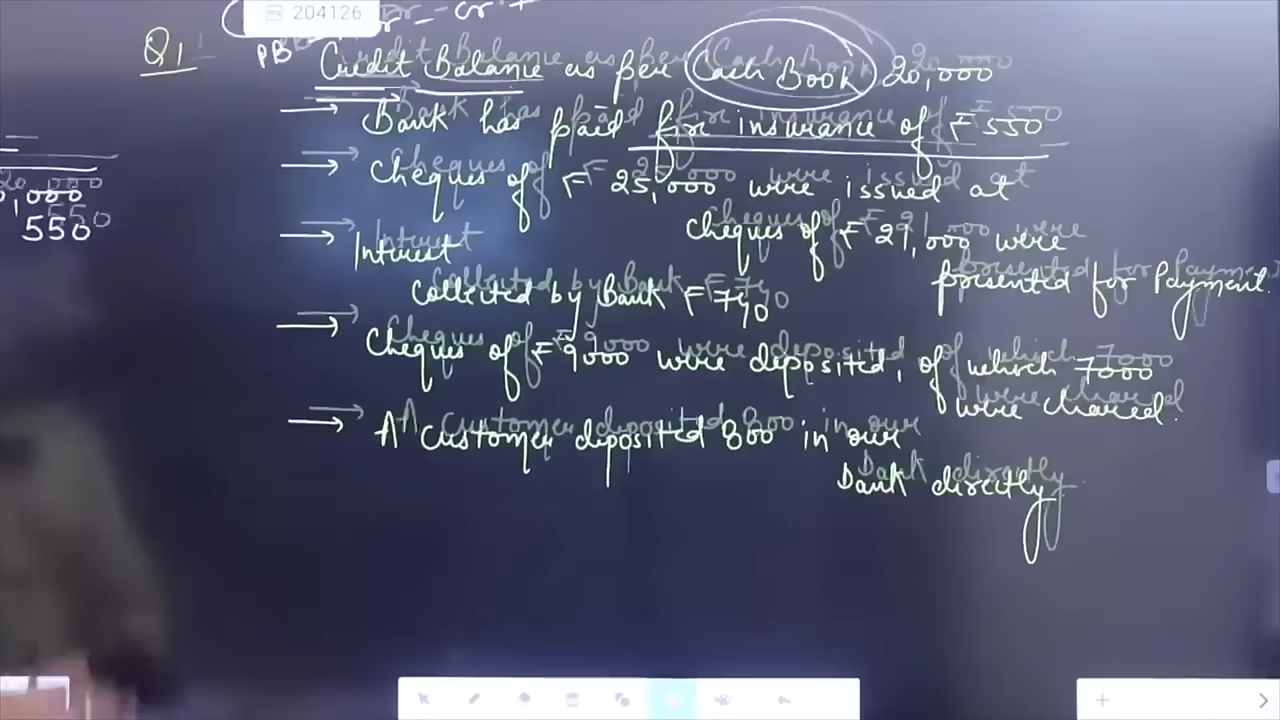 204126
- Cr +
Q1
PB
Credit Balance as per Cash Book 20,000
→ Bank has paid fire insurance of ₹ 550
→ Cheques of ₹ 25,000 were issued at
cheques of ₹ 21,000 were
presented for Payment.
→ Interest
collected by Bank ₹ 790
→ Cheques of ₹ 9000 were deposited, of which 7000
were cleared
→ A customer deposited 800 in our
bank directly
550